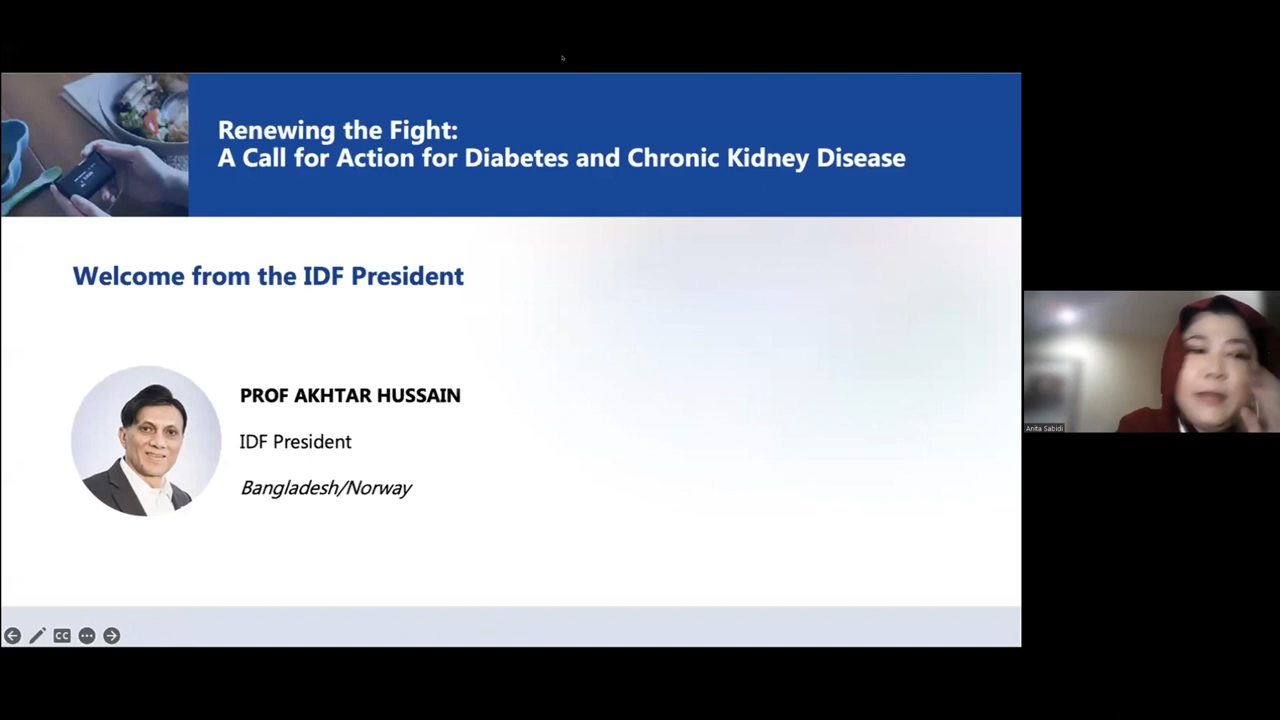 Renewing the Fight:
A Call for Action for Diabetes and Chronic Kidney Disease
Welcome from the IDF President
PROF AKHTAR HUSSAIN
IDF President
Bangladesh/Norway
Anita Sabidi
CC